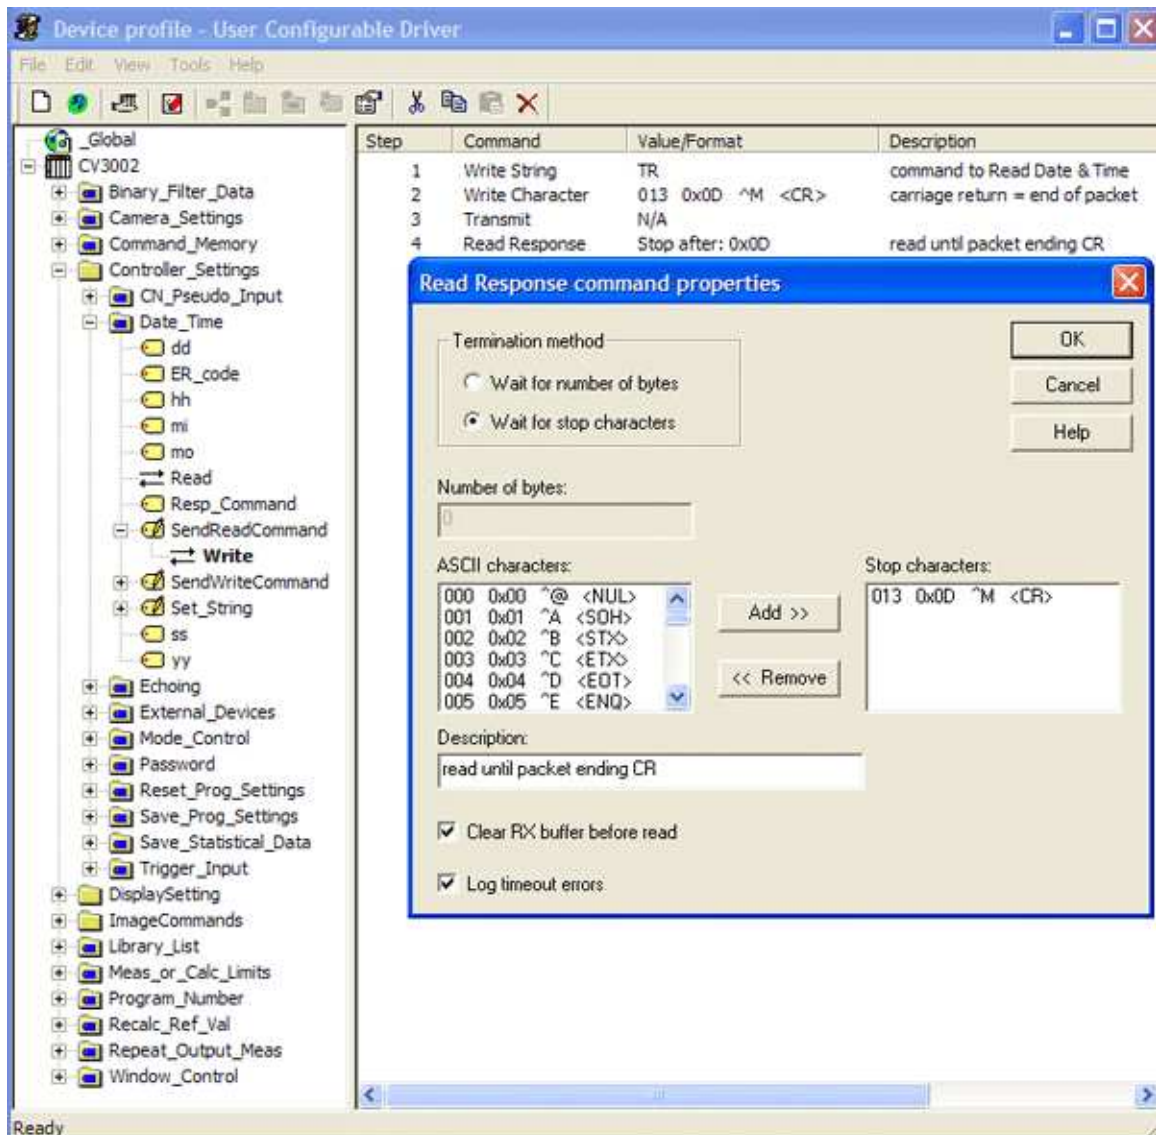 Device profile - User Configurable Driver
File Edit View Tools Help
_Global
CV3002
Binary_Filter_Data
Camera_Settings
Command_Memory
Controller_Settings
CN_Pseudo_Input
Date_Time
dd
ER_code
hh
mi
mo
Read
Resp_Command
SendReadCommand
Write
SendWriteCommand
Set_String
ss
yy
Echoing
External_Devices
Mode_Control
Password
Reset_Prog_Settings
Save_Prog_Settings
Save_Statistical_Data
Trigger_Input
DisplaySetting
ImageCommands
Library_List
Meas_or_Calc_Limits
Program_Number
Recalc_Ref_Val
Repeat_Output_Meas
Window_Control
Step Command Value/Format Description
1 Write String TR command to Read Date & Time
2 Write Character 013 0x0D ^M <CR> carriage return = end of packet
3 Transmit N/A
4 Read Response Stop after: 0x0D read until packet ending CR
Read Response command properties
Termination method
Wait for number of bytes
Wait for stop characters
OK
Cancel
Help
Number of bytes:
0
ASCII characters:
000 0x00 ^@ <NUL>
001 0x01 ^A <SOH>
002 0x02 ^B <STX>
003 0x03 ^C <ETX>
004 0x04 ^D <EOT>
005 0x05 ^E <ENQ>
Add >>
<< Remove
Stop characters:
013 0x0D ^M <CR>
Description:
read until packet ending CR
Clear RX buffer before read
Log timeout errors
Ready